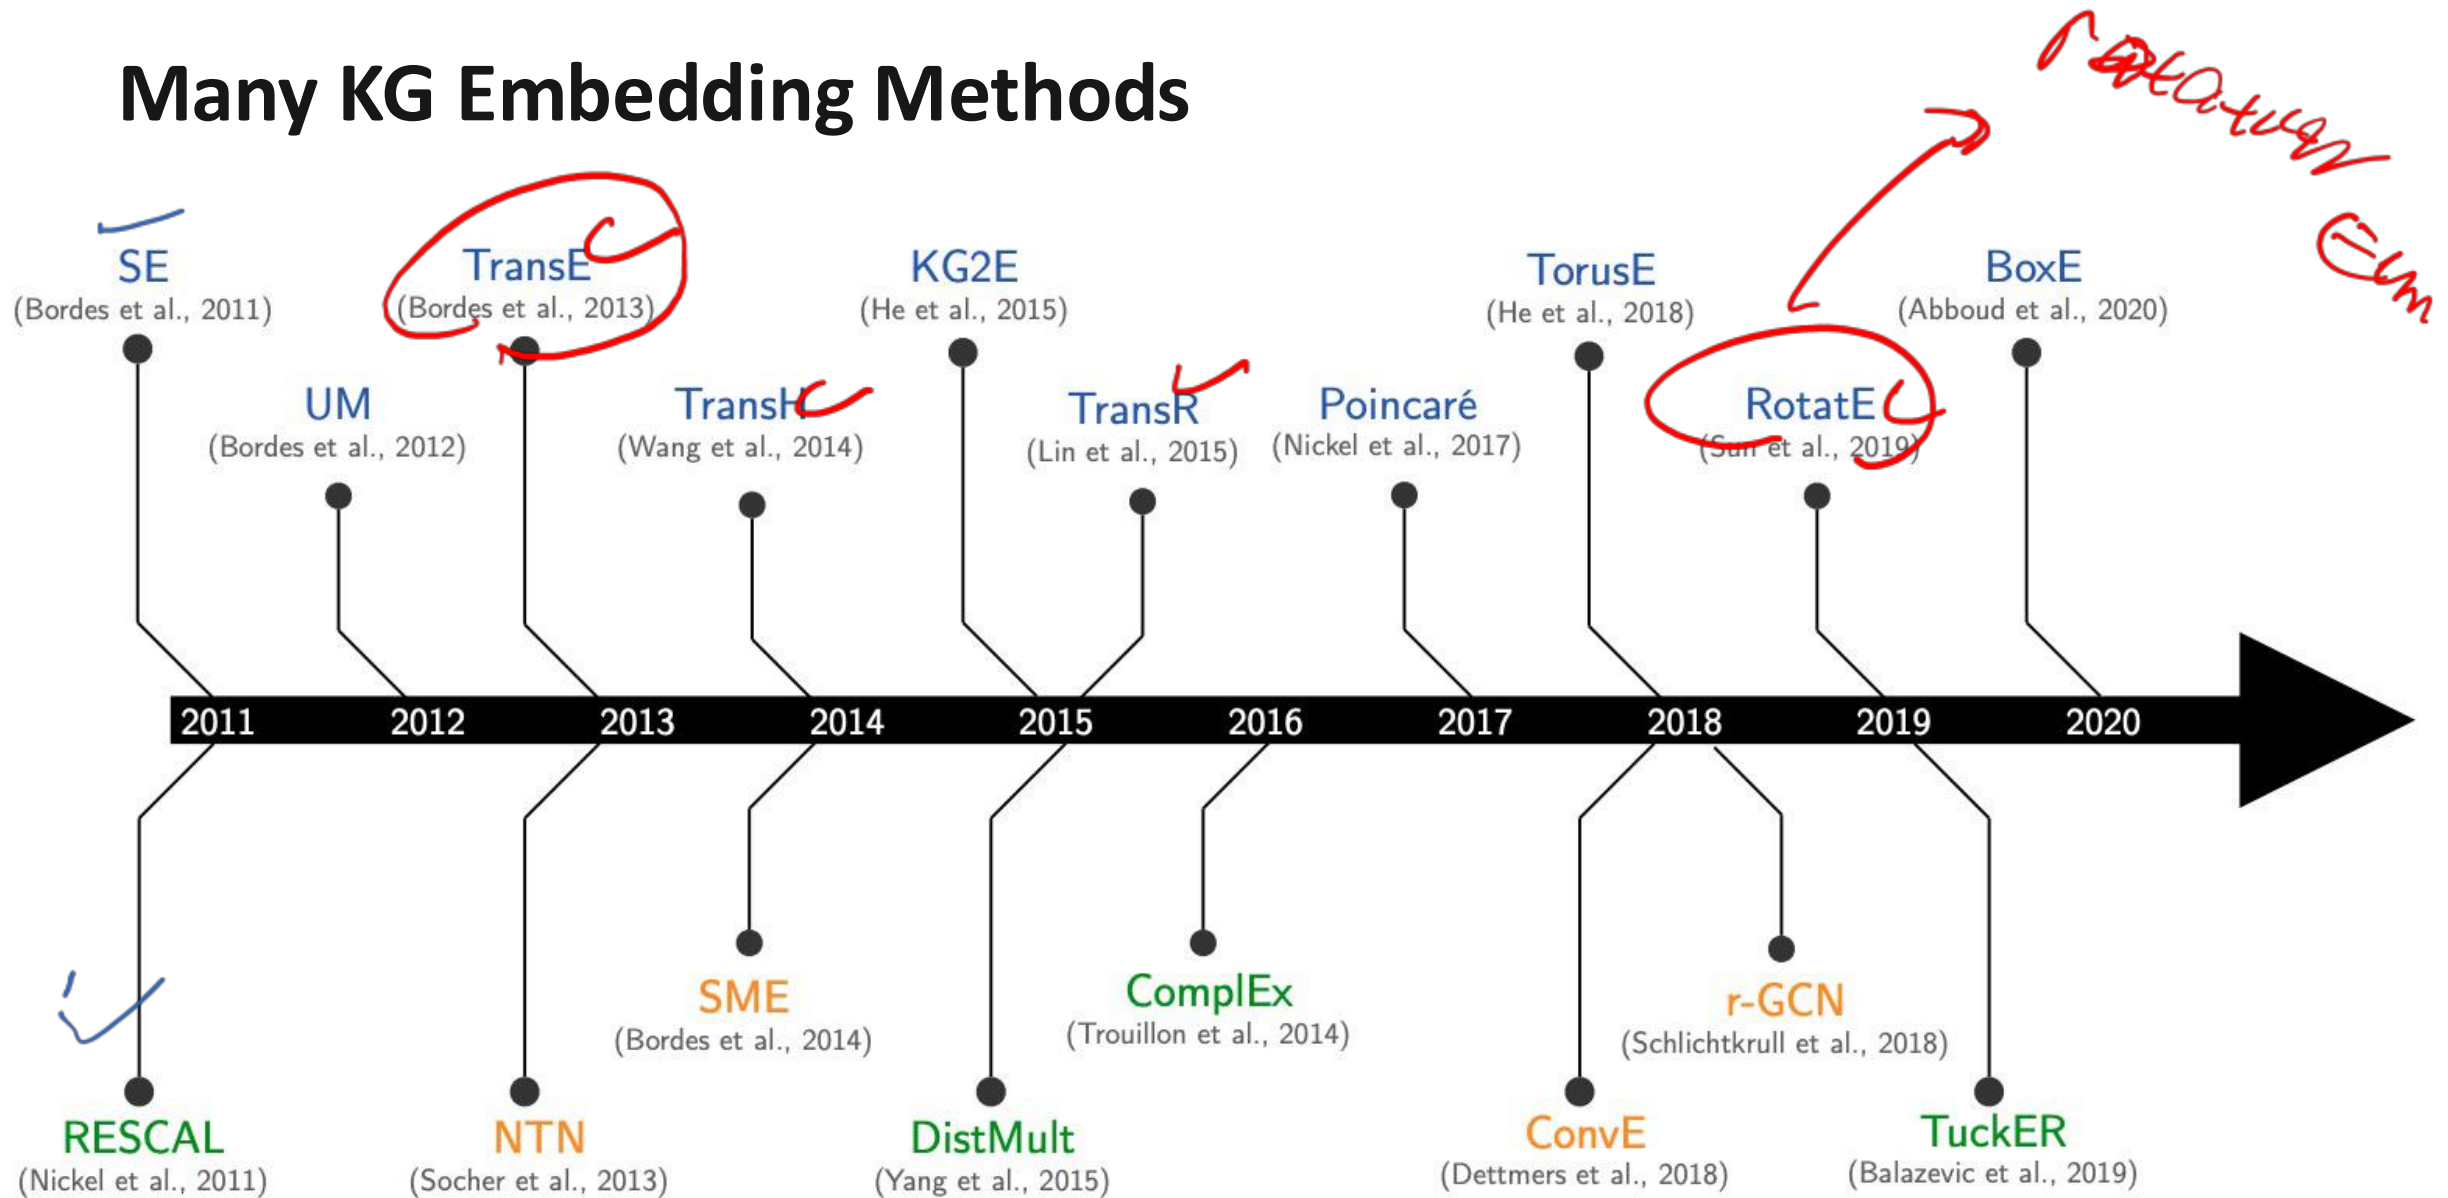 Many KG Embedding Methods
SE
(Bordes et al., 2011)
TransE
(Bordes et al., 2013)
KG2E
(He et al., 2015)
TorusE
(He et al., 2018)
BoxE
(Abboud et al., 2020)
UM
(Bordes et al., 2012)
TransH
(Wang et al., 2014)
TransR
(Lin et al., 2015)
Poincaré
(Nickel et al., 2017)
RotatE
(Sun et al., 2019)
2011 2012 2013 2014 2015 2016 2017 2018 2019 2020
SME
(Bordes et al., 2014)
ComplEx
(Trouillon et al., 2014)
r-GCN
(Schlichtkrull et al., 2018)
RESCAL
(Nickel et al., 2011)
NTN
(Socher et al., 2013)
DistMult
(Yang et al., 2015)
ConvE
(Dettmers et al., 2018)
TuckER
(Balazevic et al., 2019)